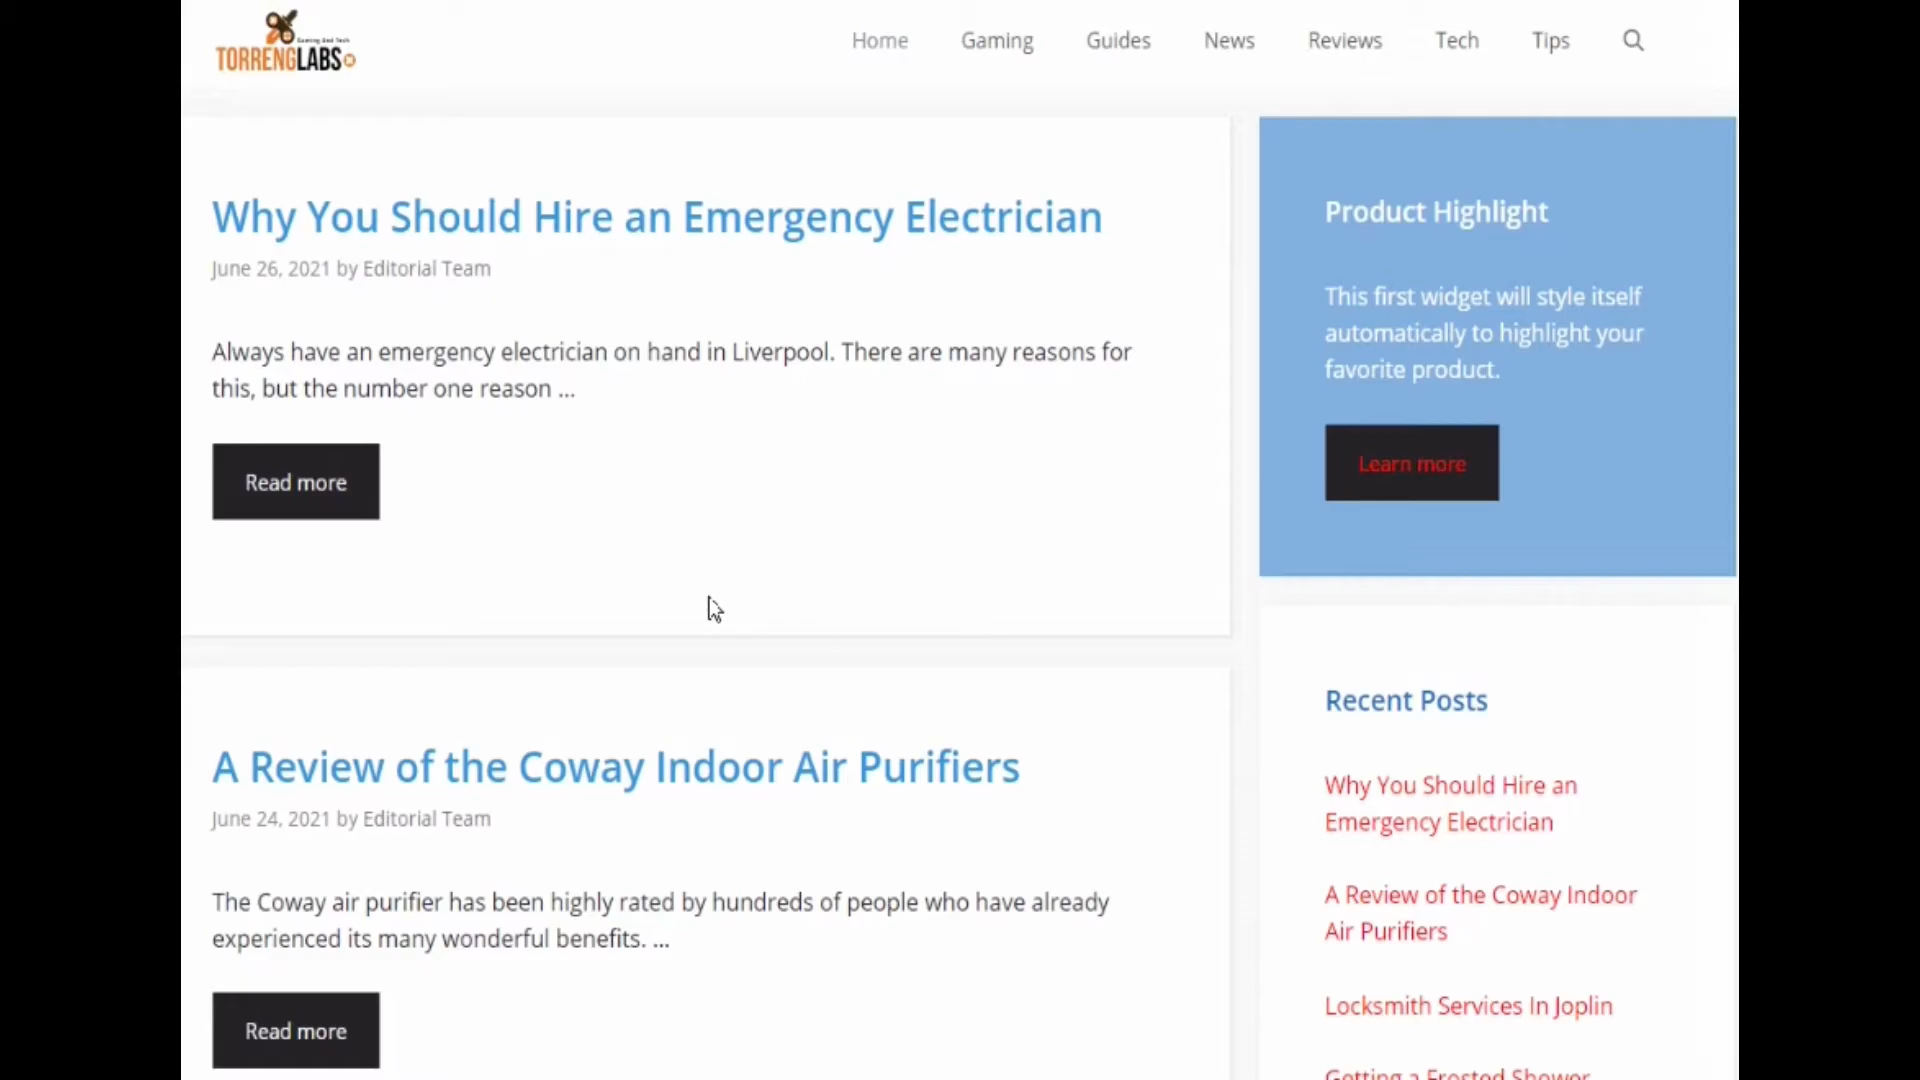 Gaming And Tech
TORRENGLABS
Home Gaming Guides News Reviews Tech Tips
Why You Should Hire an Emergency Electrician
June 26, 2021 by Editorial Team
Always have an emergency electrician on hand in Liverpool. There are many reasons for
this, but the number one reason ...
Read more
A Review of the Coway Indoor Air Purifiers
June 24, 2021 by Editorial Team
The Coway air purifier has been highly rated by hundreds of people who have already
experienced its many wonderful benefits. ...
Read more
Product Highlight
This first widget will style itself
automatically to highlight your
favorite product.
Learn more
Recent Posts
Why You Should Hire an
Emergency Electrician
A Review of the Coway Indoor
Air Purifiers
Locksmith Services In Joplin
Getting a Frosted Shower